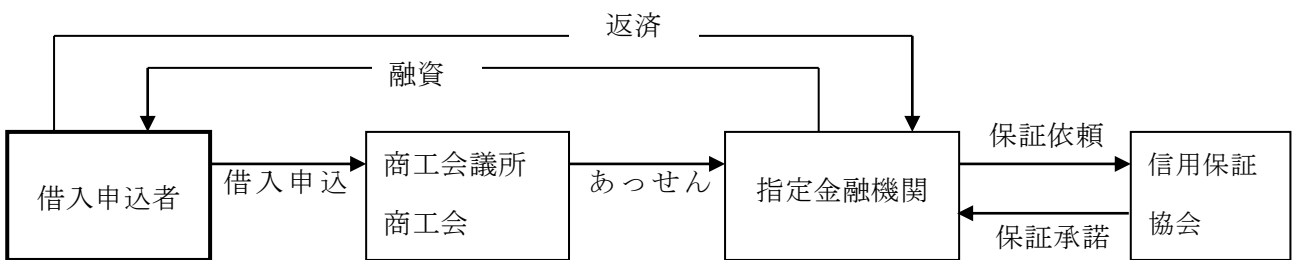 返済
融資
保証依頼
借入申込者
借入申込
商工会議所
商工会
あっせん
指定金融機関
信用保証
協会
保証承諾